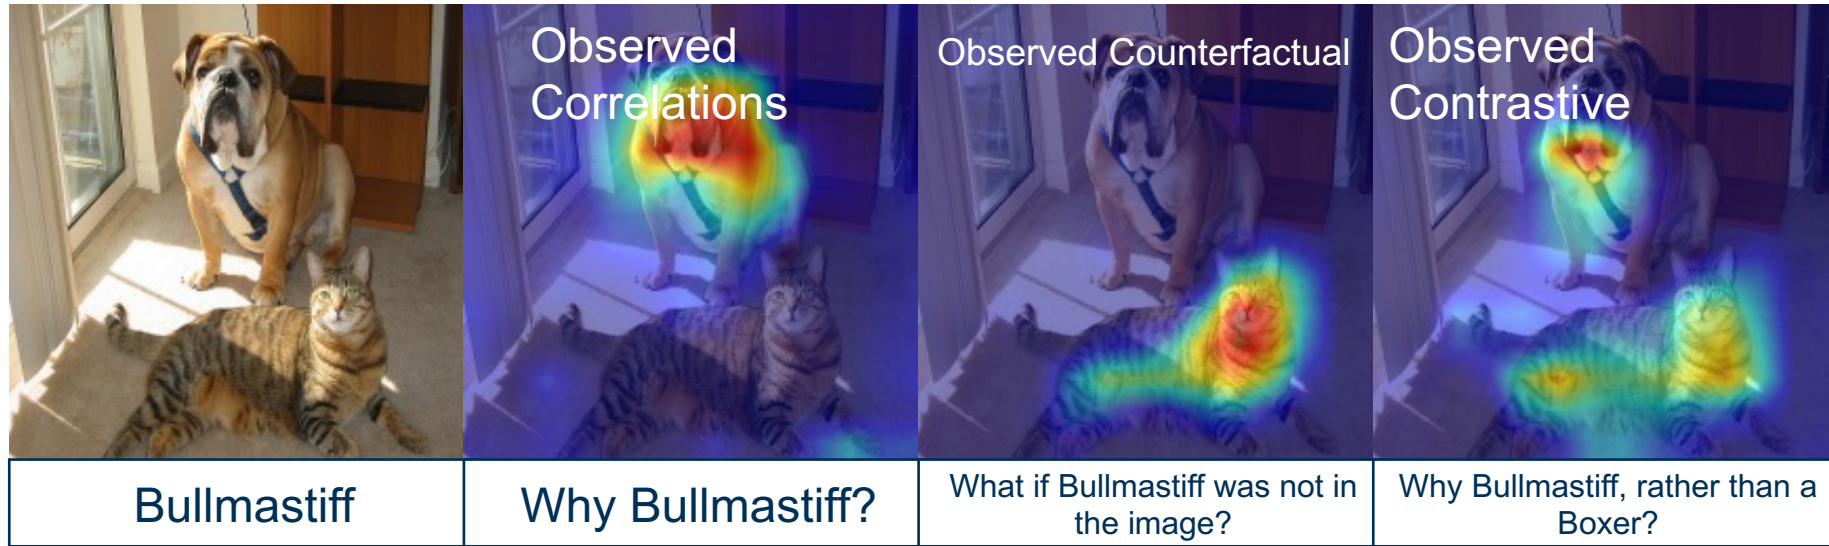 Observed
Correlations
Observed Counterfactual
Observed
Contrastive
Bullmastiff
Why Bullmastiff?
What if Bullmastiff was not in
the image?
Why Bullmastiff, rather than a
Boxer?